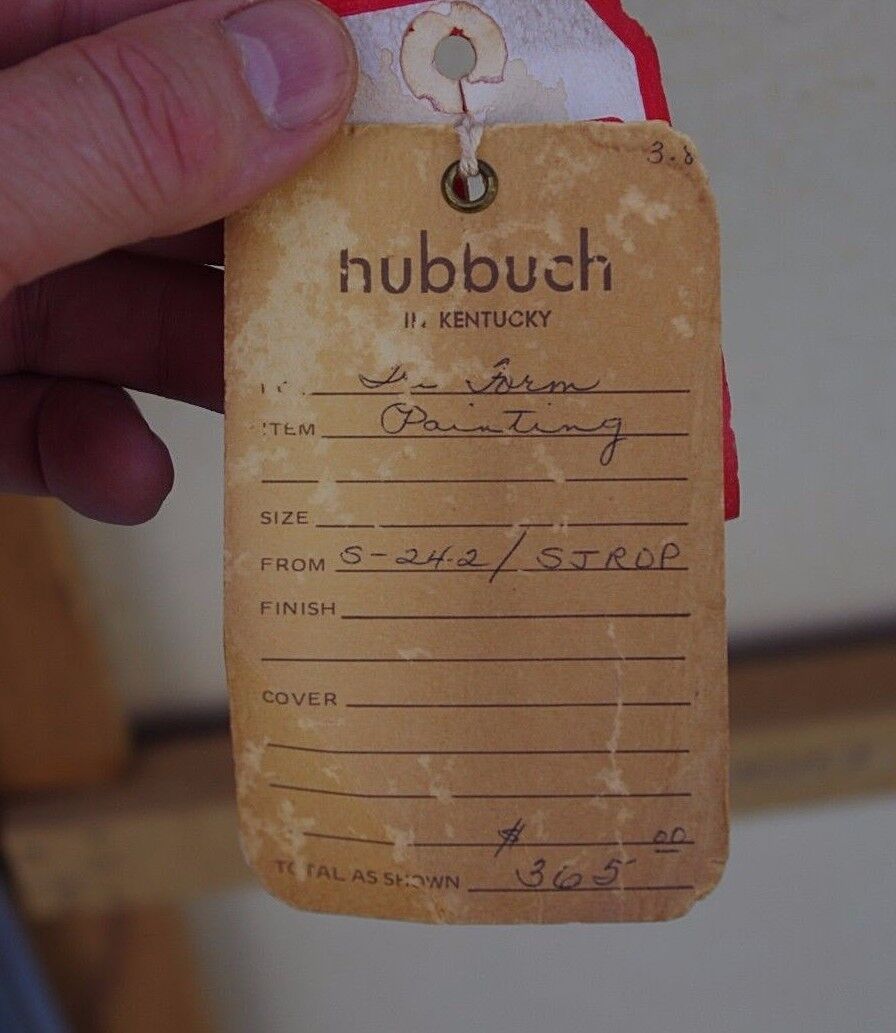 3.8
hubbuch
IN KENTUCKY
Form
ITEM Painting
SIZE
FROM S-24-2/SJROP
FINISH
COVER
$ 00
TOTAL AS SHOWN 365